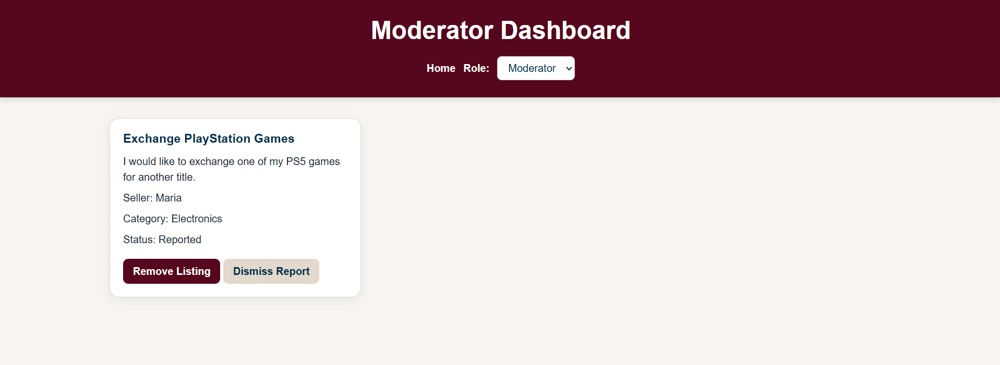 Moderator Dashboard
Home Role: Moderator
Exchange PlayStation Games
I would like to exchange one of my PS5 games
for another title.
Seller: Maria
Category: Electronics
Status: Reported
Remove Listing Dismiss Report